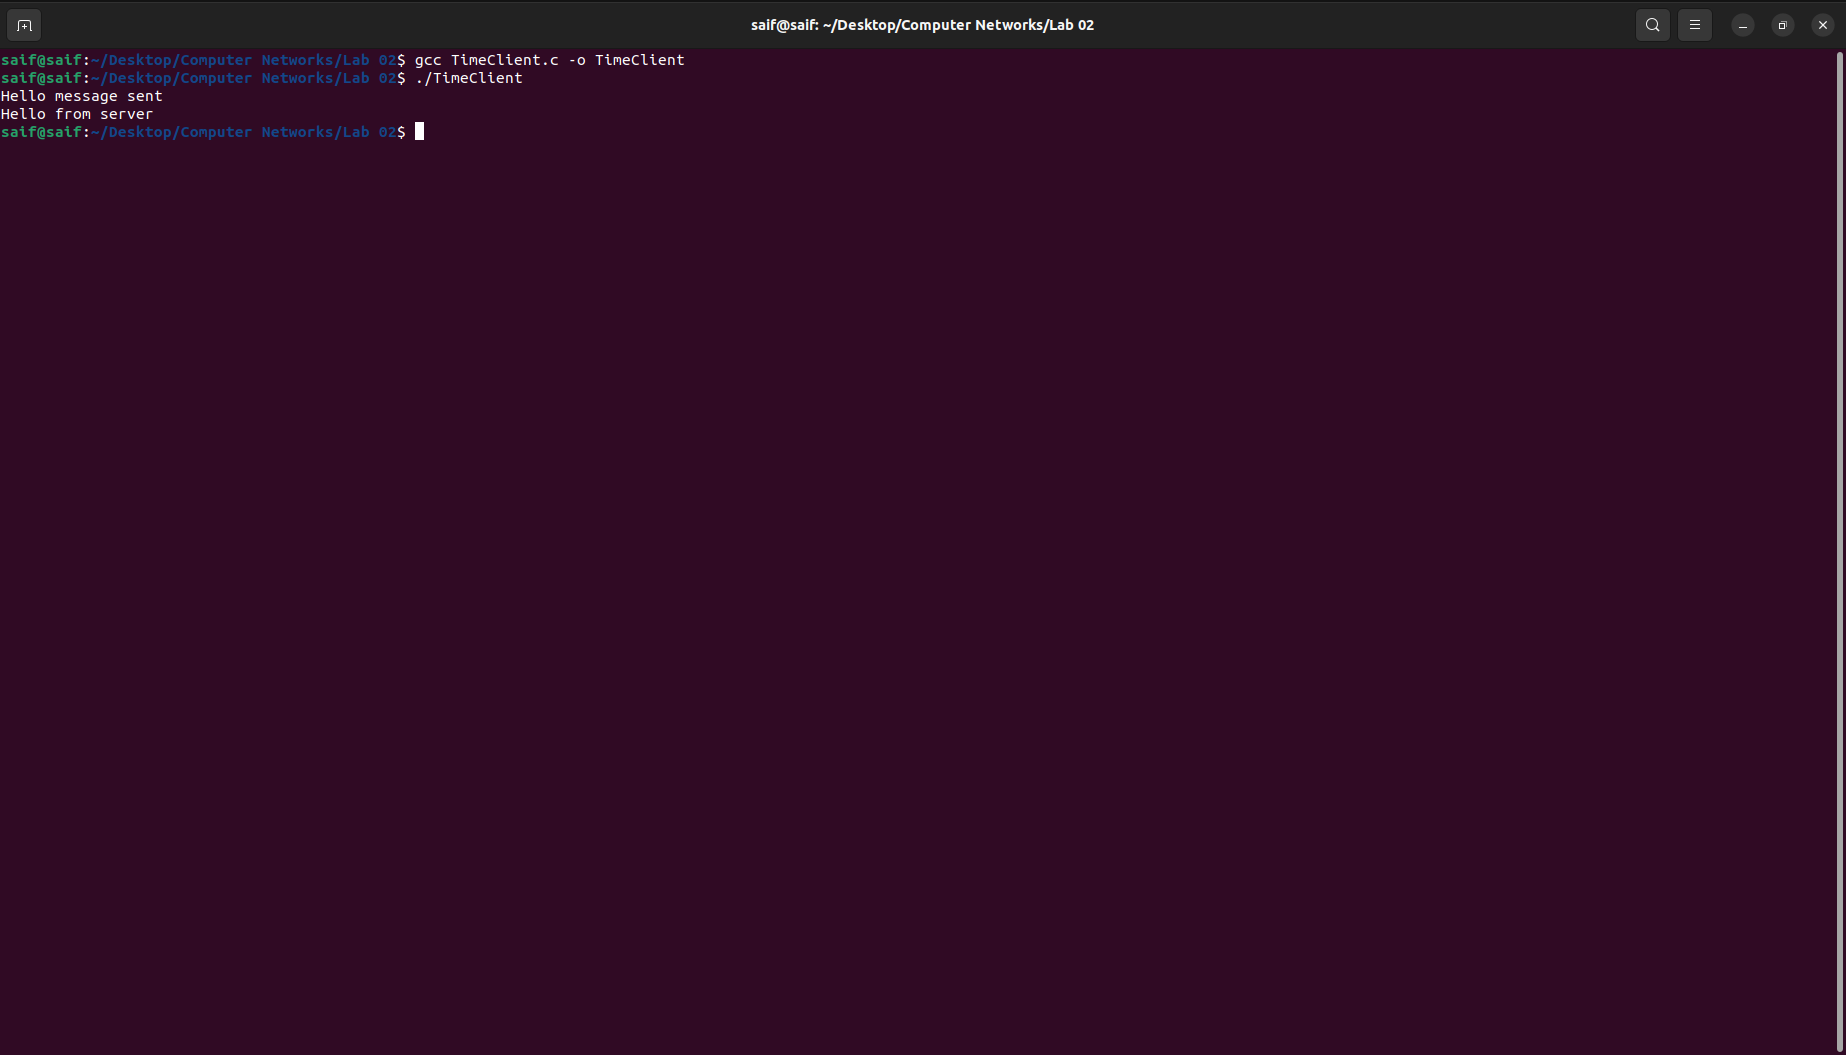 saif@saif: ~/Desktop/Computer Networks/Lab 02
saif@saif:~/Desktop/Computer Networks/Lab 02$ gcc TimeClient.c -o TimeClient
saif@saif:~/Desktop/Computer Networks/Lab 02$ ./TimeClient
Hello message sent
Hello from server
saif@saif:~/Desktop/Computer Networks/Lab 02$